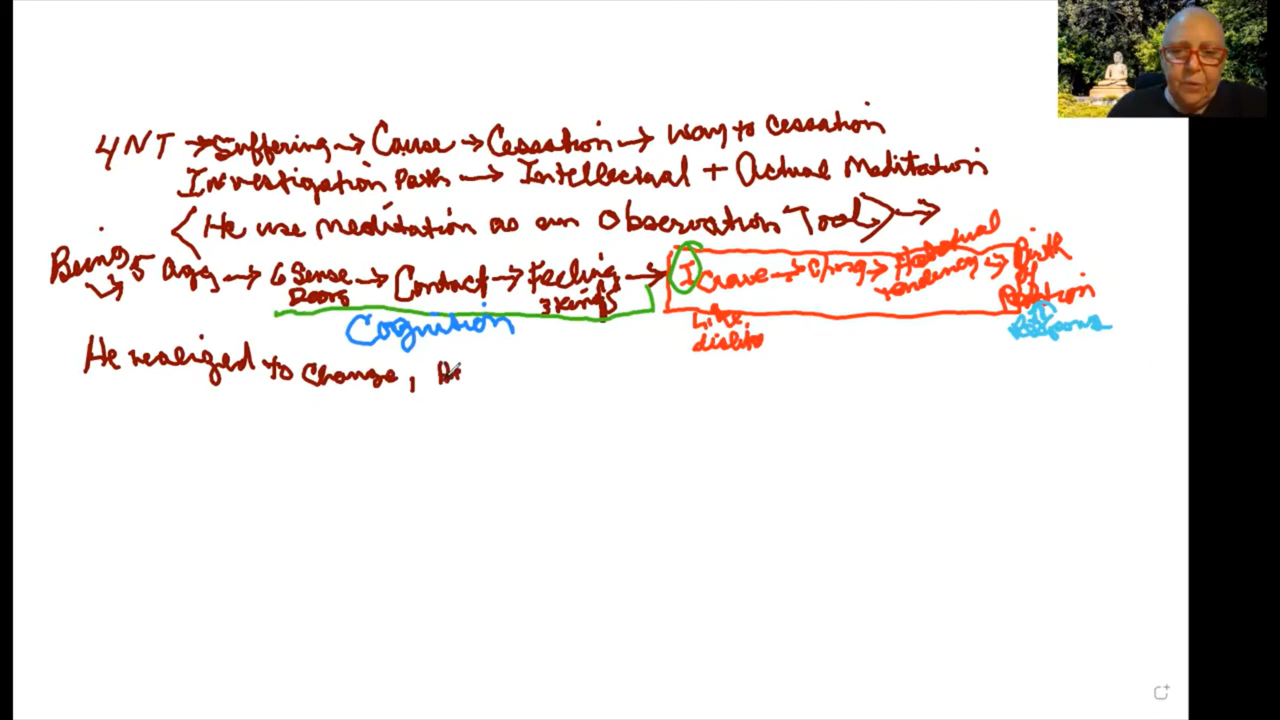 4NT → Suffering → Cause → Cessation → Way to cessation
Investigation Path → Intellectual + Actual Meditation
(He use meditation as an Observation Tool) →
Being 5 agg → 6 Sense Doors → Contact → Feeling 3 kinds → I Crave → Cling → Habitual tendency → Birth of
Cognition
Like dislike
He realized to change, H